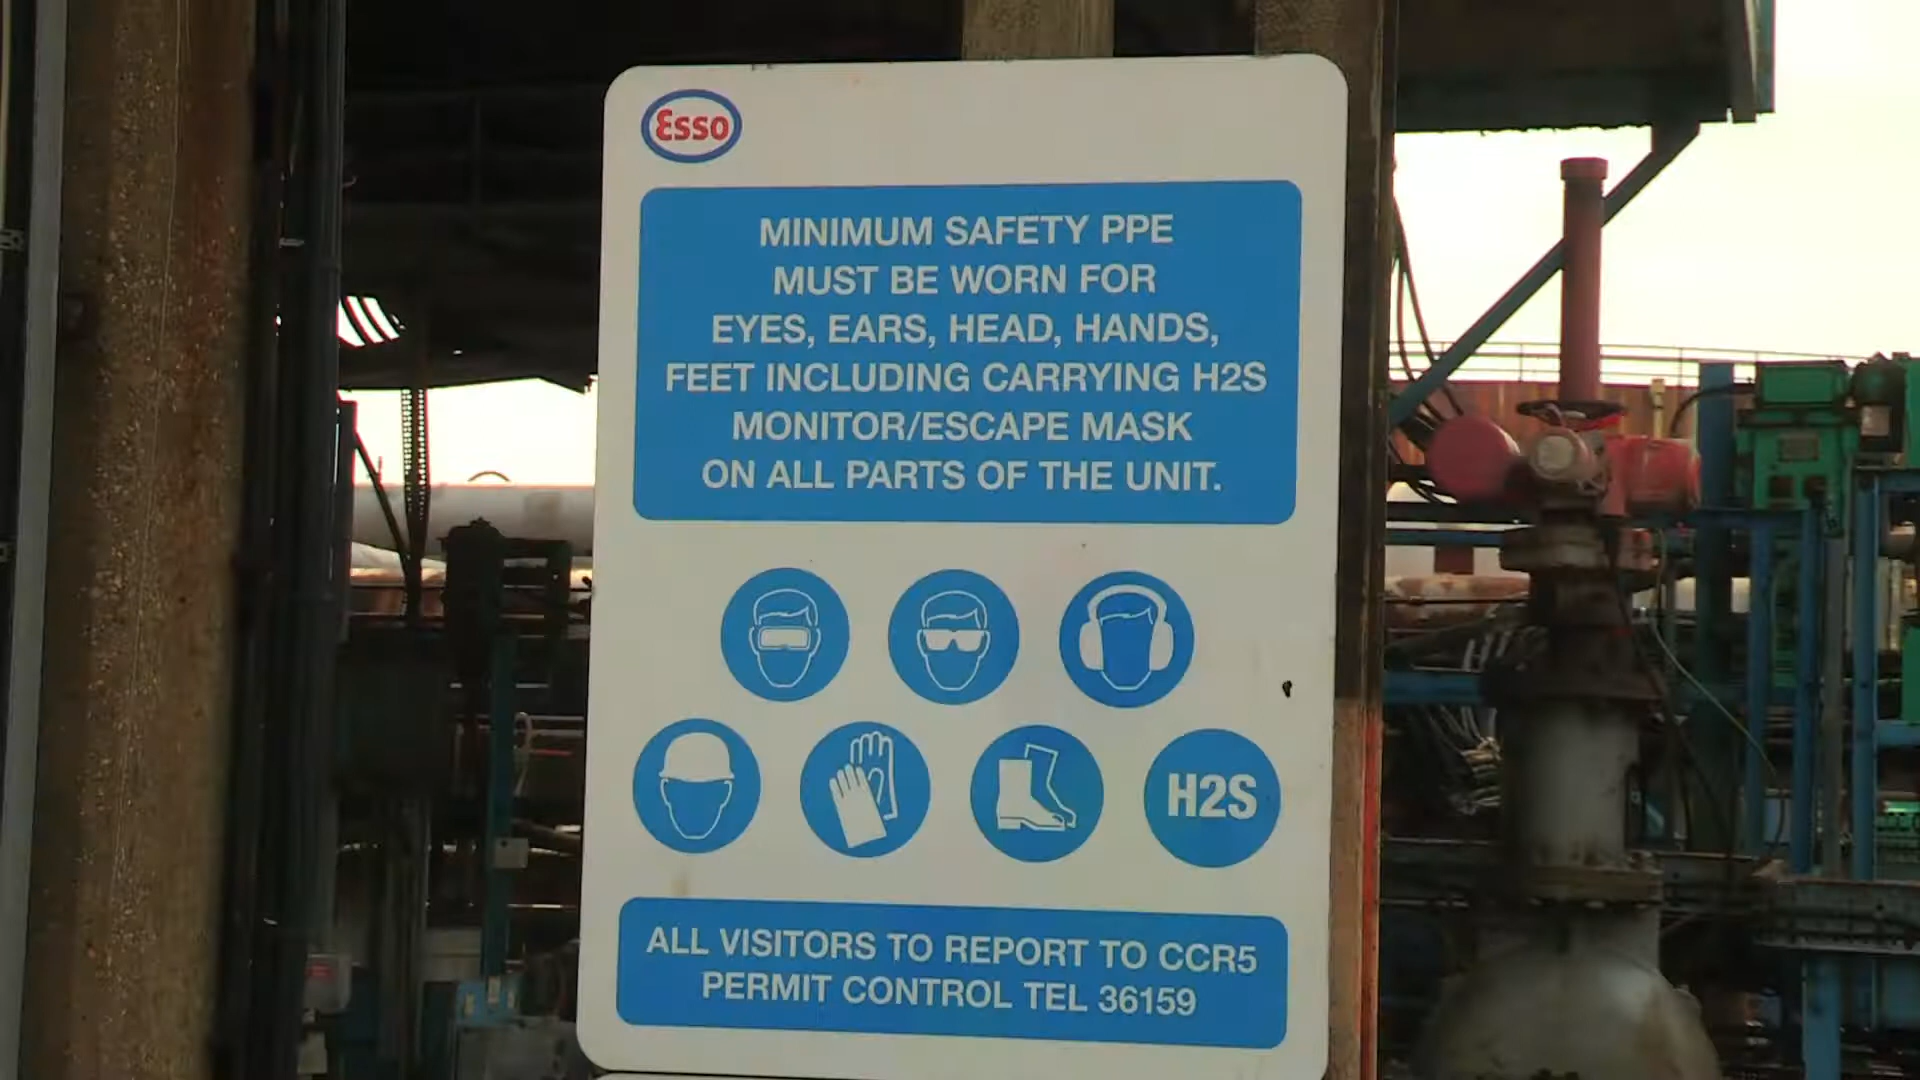 Esso
MINIMUM SAFETY PPE
MUST BE WORN FOR
EYES, EARS, HEAD, HANDS,
FEET INCLUDING CARRYING H2S
MONITOR/ESCAPE MASK
ON ALL PARTS OF THE UNIT.
H2S
ALL VISITORS TO REPORT TO CCR5
PERMIT CONTROL TEL 36159